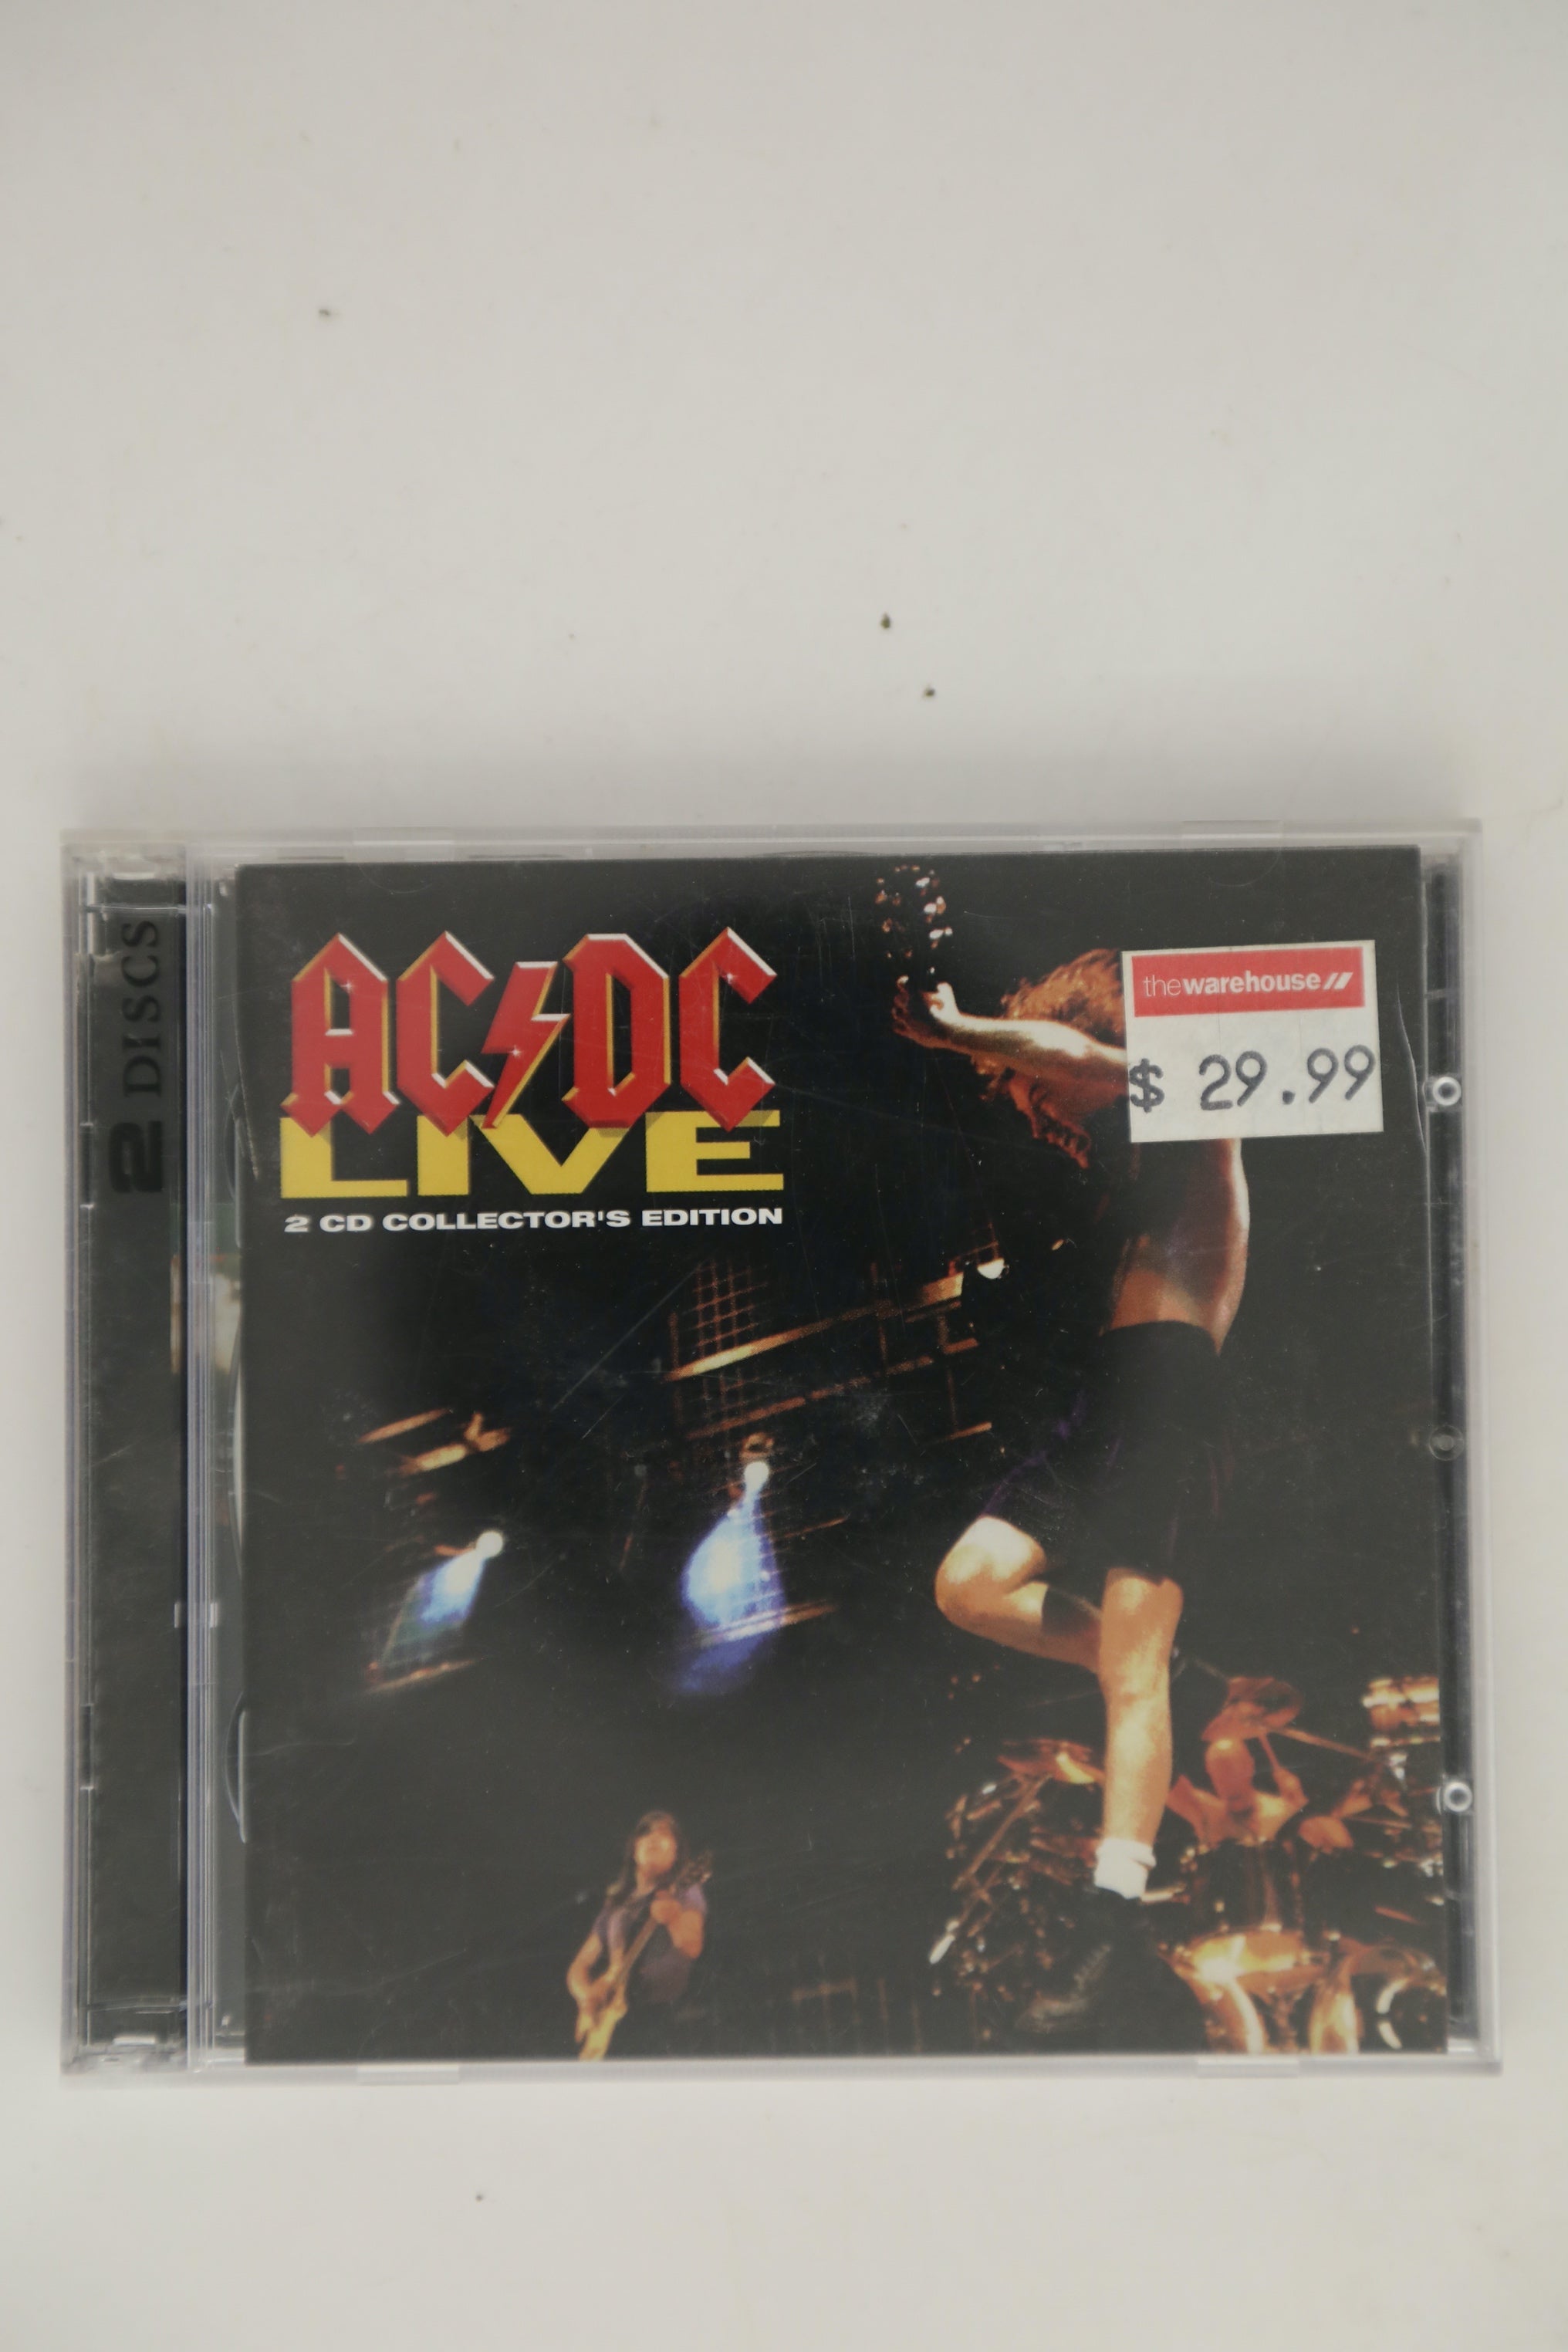 2 DISCS
AC⚡DC
LIVE
2 CD COLLECTOR'S EDITION
thewarehouse//
$ 29.99